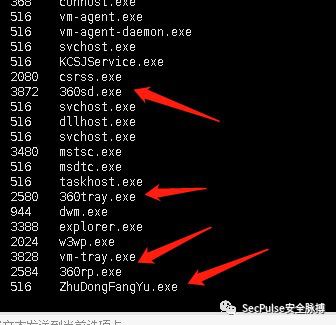 368 conhost.exe
516 vm-agent.exe
516 vm-agent-daemon.exe
516 svchost.exe
516 KCSJService.exe
2080 csrss.exe
3872 360sd.exe
516 svchost.exe
516 dllhost.exe
516 svchost.exe
3480 mstsc.exe
516 msdtc.exe
516 taskhost.exe
2580 360tray.exe
944 dwm.exe
3388 explorer.exe
2024 w3wp.exe
3828 vm-tray.exe
2584 360rp.exe
516 ZhuDongFangYu.exe
SecPulse安全脉搏